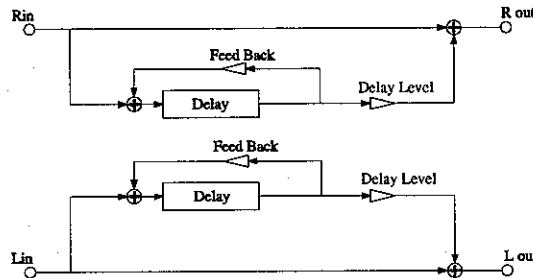 Rin
R out
Feed Back
Delay Level
Delay
Feed Back
Delay
Delay Level
Lin
L out